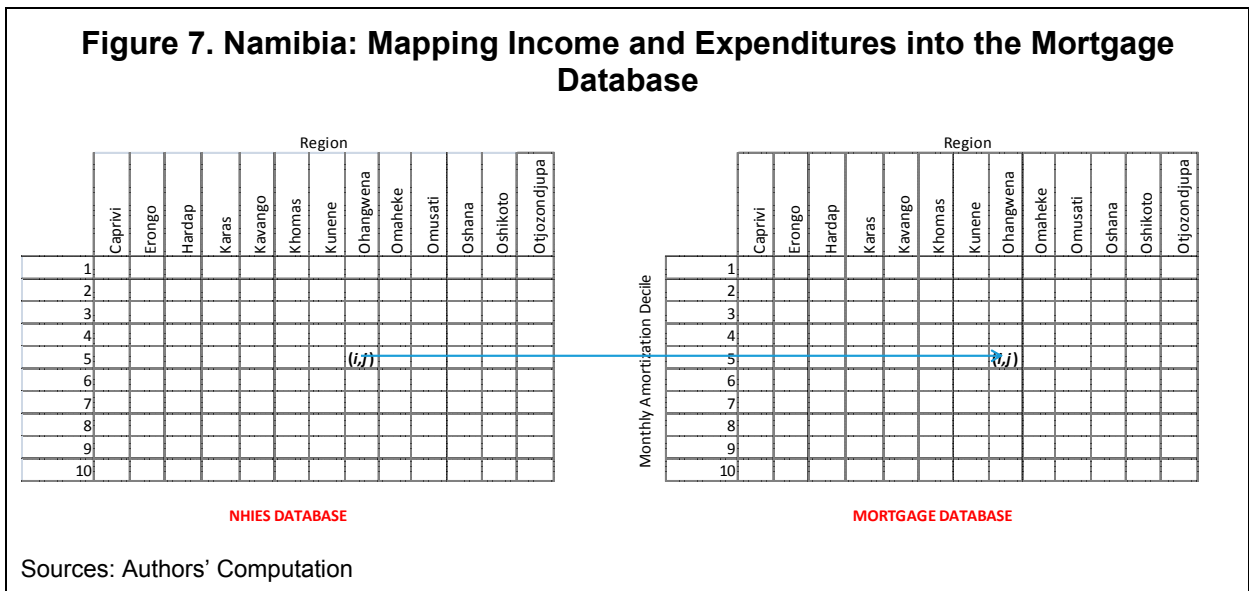 Figure 7. Namibia: Mapping Income and Expenditures into the Mortgage
Database
Region
Caprivi
Erongo
Hardap
Karas
Kavango
Khomas
Kunene
Ohangwena
Omaheke
Omusati
Oshana
Oshikoto
Otjozondjupa
1
2
3
4
5 (i,j)
6
7
8
9
10
NHIES DATABASE
Region
Caprivi
Erongo
Hardap
Karas
Kavango
Khomas
Kunene
Ohangwena
Omaheke
Omusati
Oshana
Oshikoto
Otjozondjupa
Monthly Amortization Decile
1
2
3
4
5 (i,j)
6
7
8
9
10
MORTGAGE DATABASE
Sources: Authors’ Computation